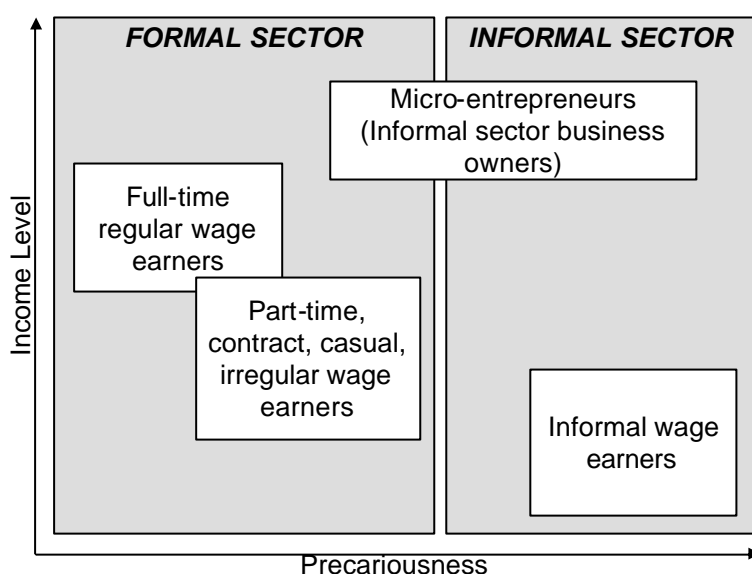 FORMAL SECTOR
INFORMAL SECTOR
Micro-entrepreneurs
(Informal sector business
owners)
Full-time
regular wage
earners
Part-time,
contract, casual,
irregular wage
earners
Informal wage
earners
Income Level
Precariousness